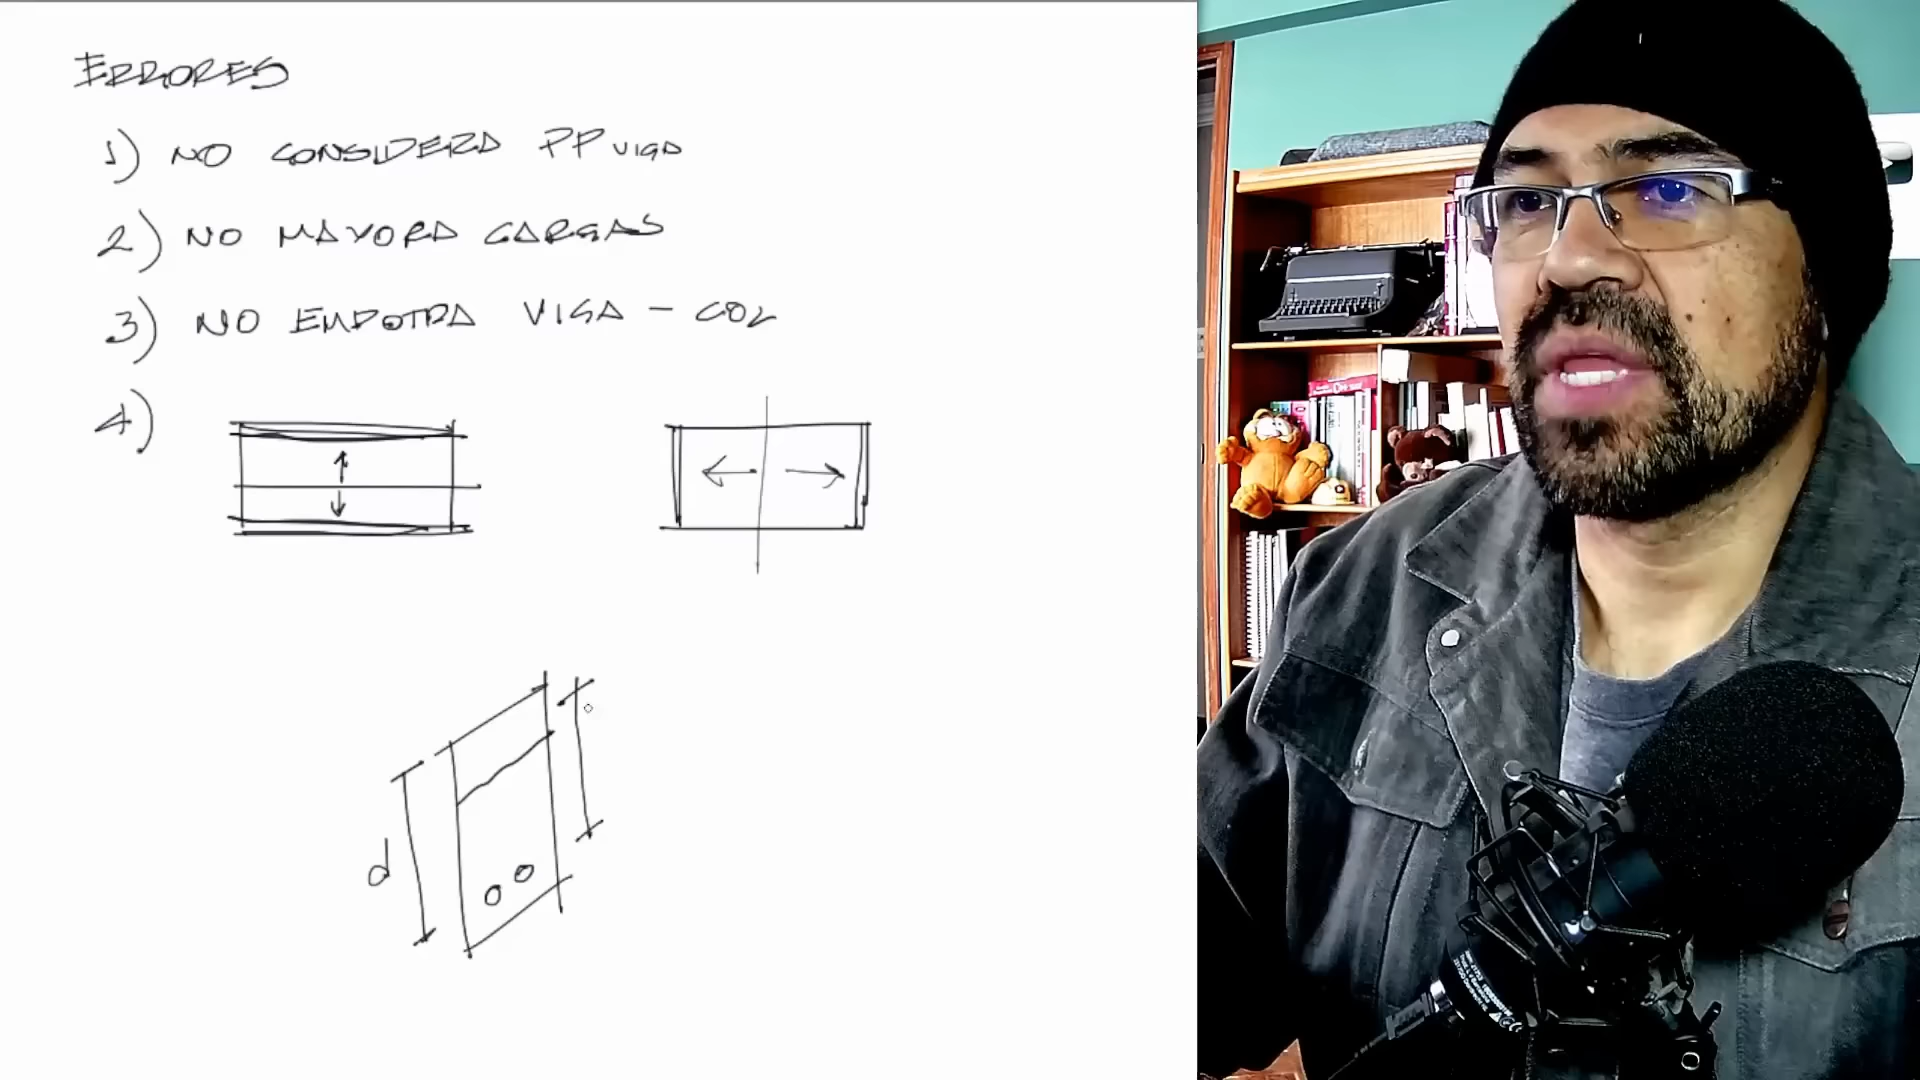 ERRORES
1) NO CONSIDERA PP VIGA
2) NO MAYORA CARGAS
3) NO EMPOTRA VIGA - COL
4)
d